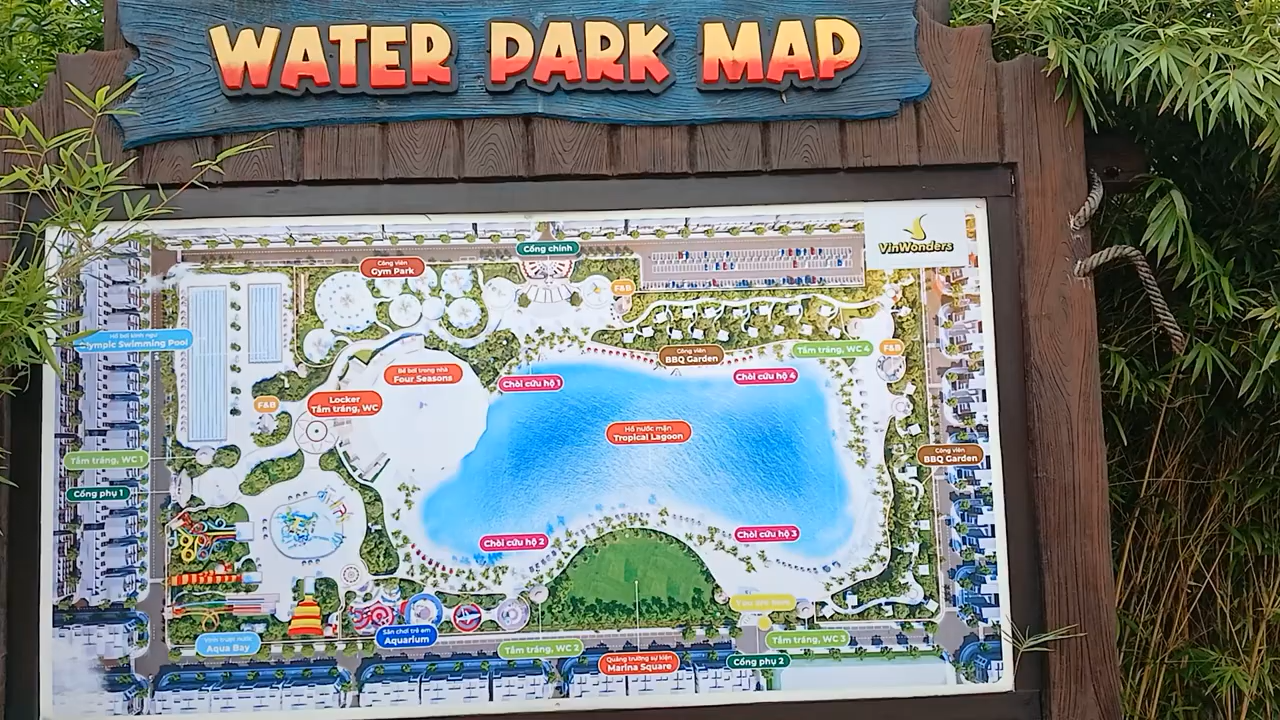 WATER PARK MAP
VinWonders
Cổng chính
Công viên
Gym Park
F&B
Hồ bơi kình ngư
Olympic Swimming Pool
Công viên
BBQ Garden
Tắm tráng, WC 4
F&B
Bể bơi trong nhà
Four Seasons
Chòi cứu hộ 1
Chòi cứu hộ 4
F&B
Locker
Tắm tráng, WC
Hồ nước mặn
Tropical Lagoon
Tắm tráng, WC 1
Công viên
BBQ Garden
Cổng phụ 1
Chòi cứu hộ 2
Chòi cứu hộ 3
You are here
Vịnh trượt nước
Aqua Bay
Sân chơi trẻ em
Aquarium
Tắm tráng, WC 2
Tắm tráng, WC 3
Quảng trường sự kiện
Marina Square
Cổng phụ 2